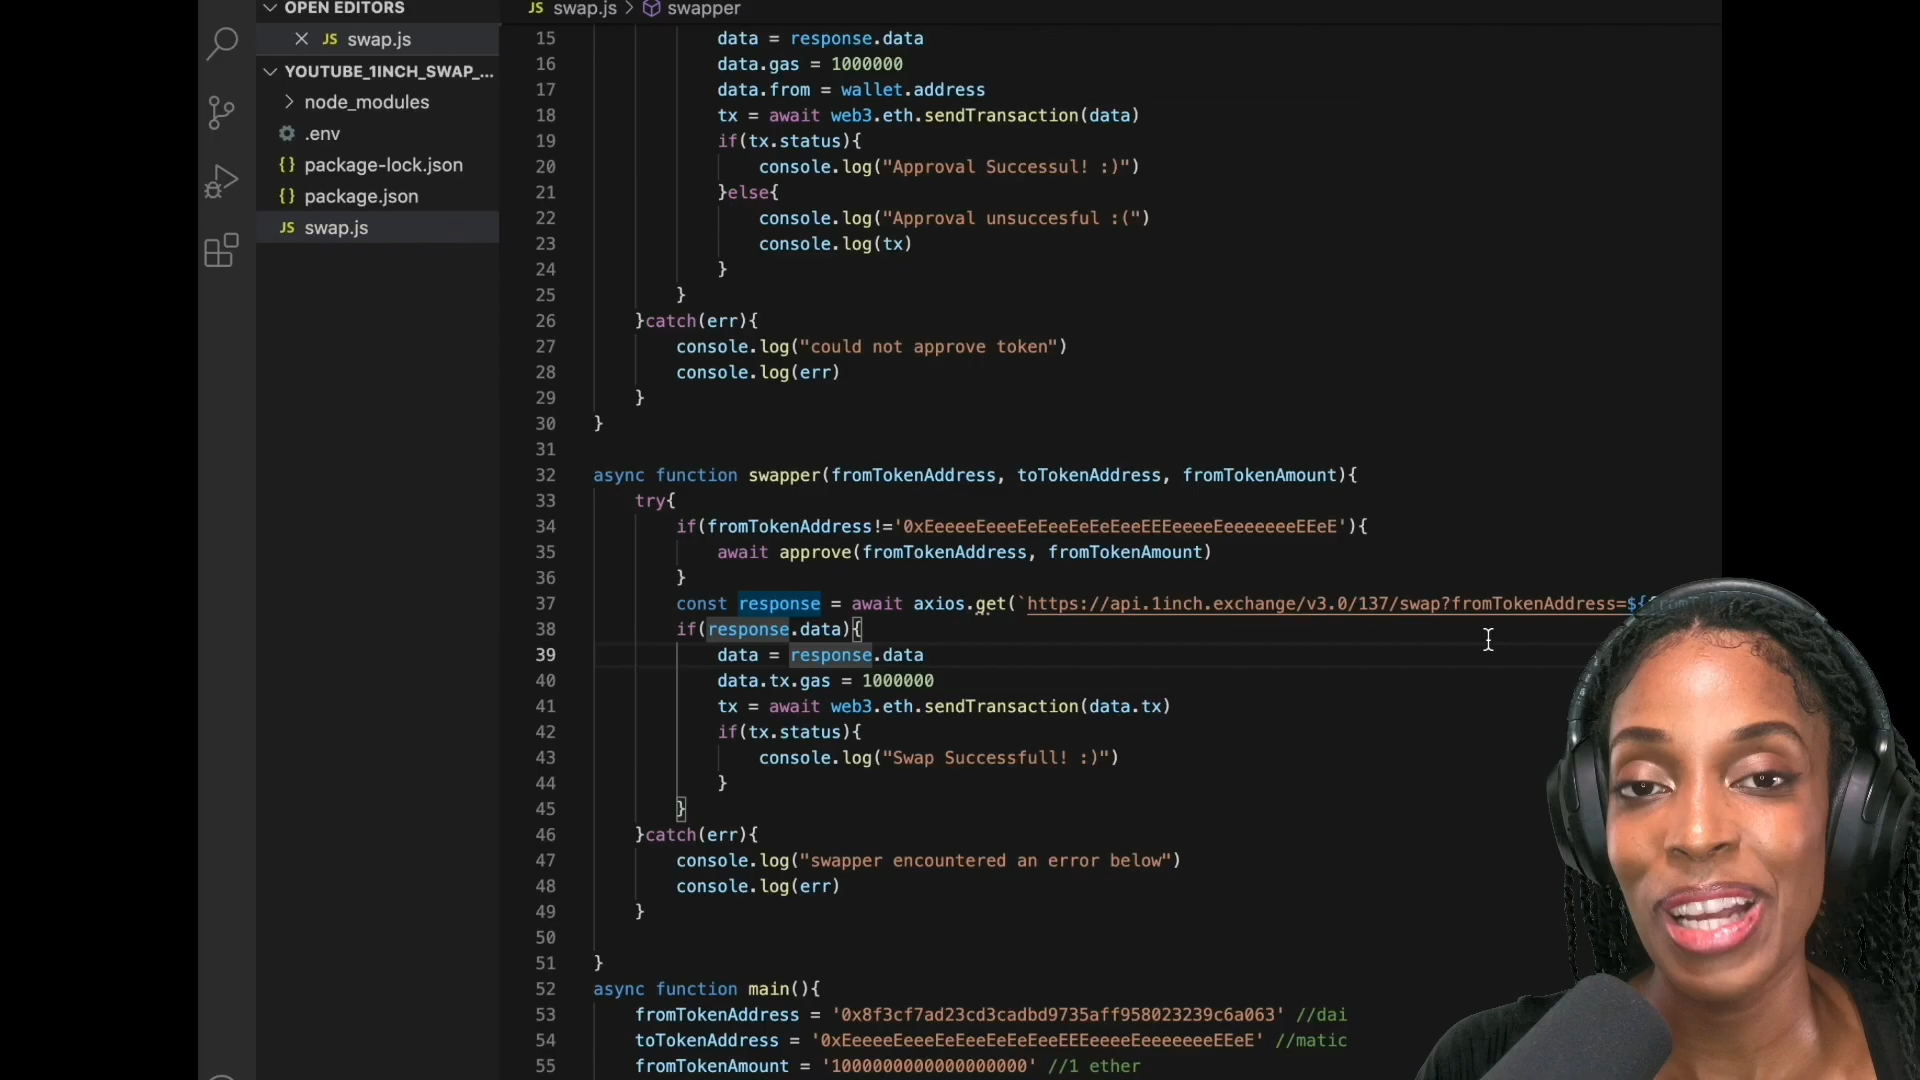 OPEN EDITORS
JS swap.js
YOUTUBE_1INCH_SWAP_...
node_modules
.env
{} package-lock.json
{} package.json
JS swap.js
JS swap.js > swapper
15 data = response.data
16 data.gas = 1000000
17 data.from = wallet.address
18 tx = await web3.eth.sendTransaction(data)
19 if(tx.status){
20 console.log("Approval Successul! :)")
21 }else{
22 console.log("Approval unsuccesful :(")
23 console.log(tx)
24 }
25 }
26 }catch(err){
27 console.log("could not approve token")
28 console.log(err)
29 }
30 }
31
32 async function swapper(fromTokenAddress, toTokenAddress, fromTokenAmount){
33 try{
34 if(fromTokenAddress!='0xEeeeeEeeeEeEeeEeEeEeeEEEeeeeEeeeeeeeEEeE'){
35 await approve(fromTokenAddress, fromTokenAmount)
36 }
37 const response = await axios.get(`https://api.1inch.exchange/v3.0/137/swap?fromTokenAddress=${
38 if(response.data){
39 data = response.data
40 data.tx.gas = 1000000
41 tx = await web3.eth.sendTransaction(data.tx)
42 if(tx.status){
43 console.log("Swap Successfull! :)")
44 }
45 }
46 }catch(err){
47 console.log("swapper encountered an error below")
48 console.log(err)
49 }
50
51 }
52 async function main(){
53 fromTokenAddress = '0x8f3cf7ad23cd3cadbd9735aff958023239c6a063' //dai
54 toTokenAddress = '0xEeeeeEeeeEeEeeEeEeEeeEEEeeeeEeeeeeeeEEeE' //matic
55 fromTokenAmount = '1000000000000000000' //1 ether